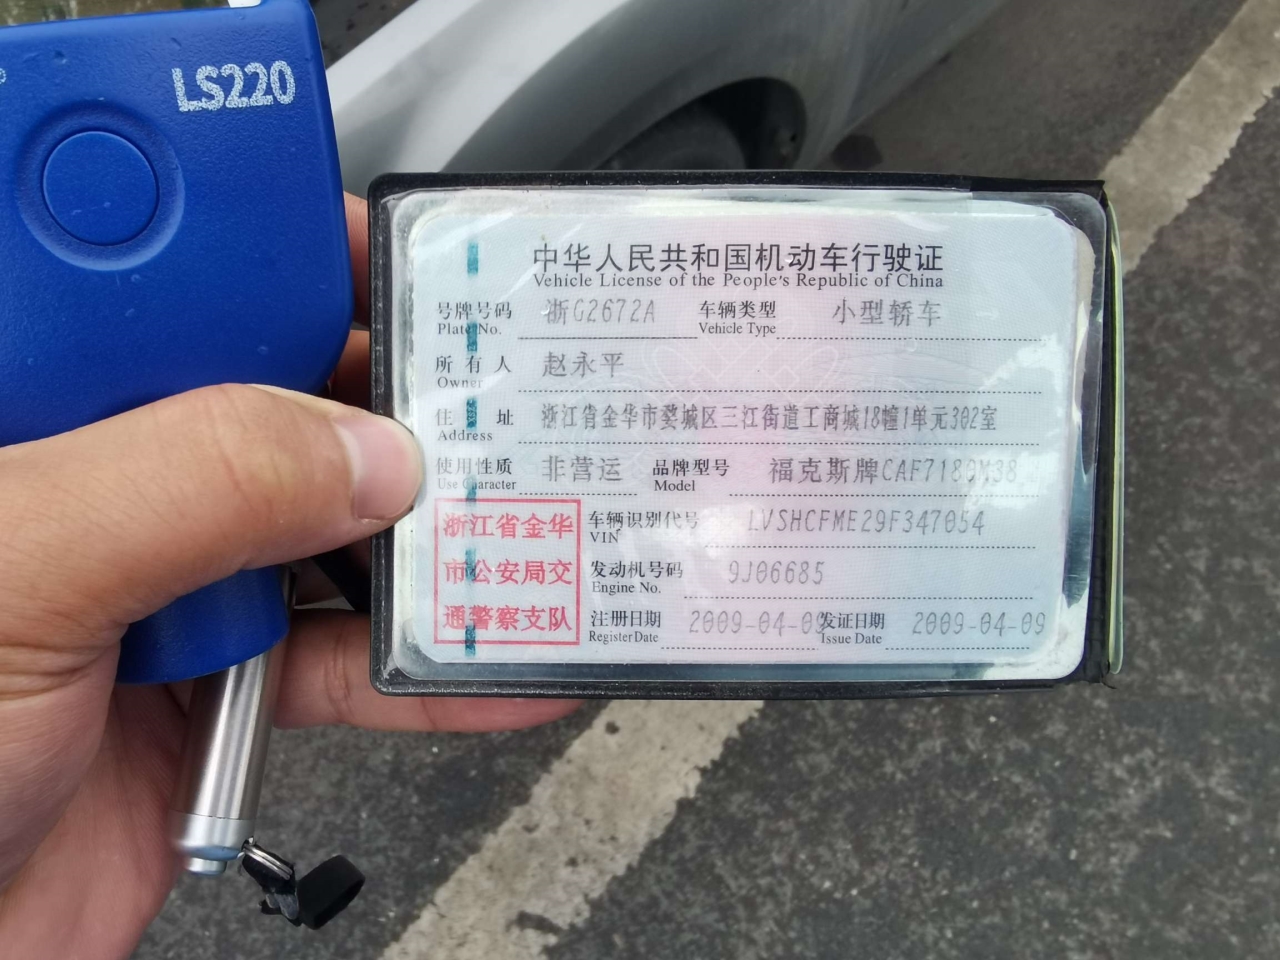 LS220
中华人民共和国机动车行驶证
Vehicle License of the People's Republic of China
号牌号码 浙G2672A 车辆类型 小型轿车
Plate No. Vehicle Type
所有人 赵永平
Owner
住址 浙江省金华市婺城区三江街道工商城18幢1单元302室
Address
使用性质 非营运 品牌型号 福克斯牌CAF7180M38
Use Character Model
浙江省金华
市公安局交
通警察支队
车辆识别代号 LVSHCFME29F347054
VIN
发动机号码 9J06685
Engine No.
注册日期 2009-04-09 发证日期 2009-04-09
Register Date Issue Date